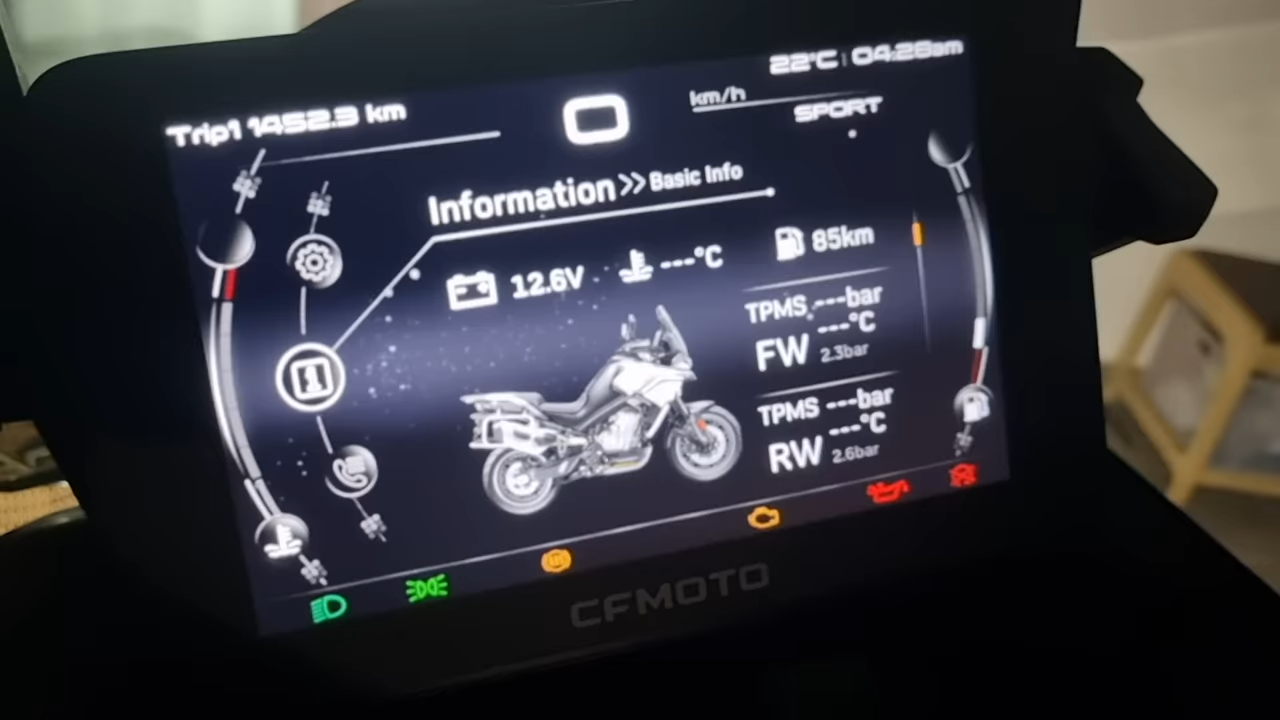 22°C | 04:28am
Trip1 1452.3 km
0 km/h
SPORT
Information >> Basic Info
12.6V ---°C 85km
TPMS ---bar
---°C
FW 2.3bar
TPMS ---bar
---°C
RW 2.6bar
CFMOTO